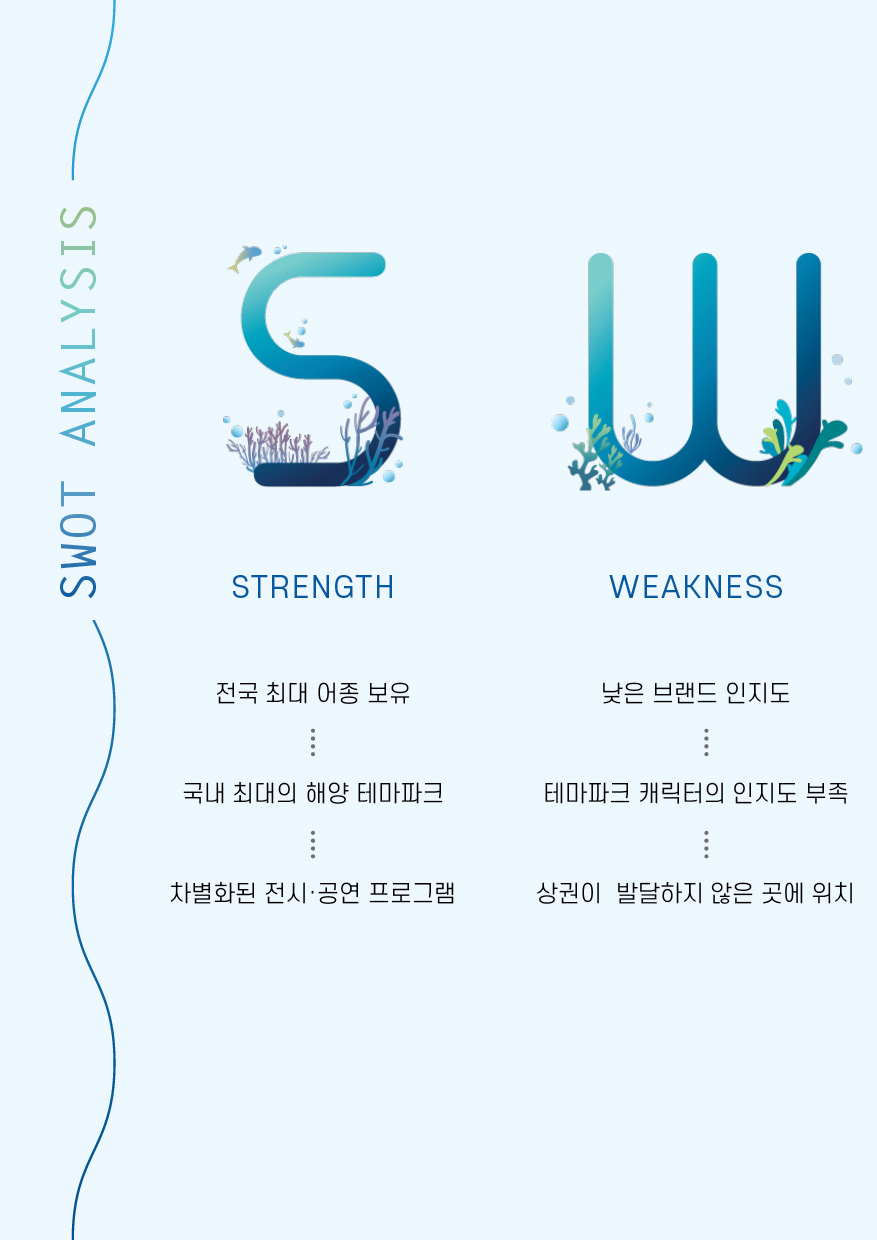 SWOT ANALYSIS
S
W
STRENGTH
전국 최대 어종 보유
국내 최대의 해양 테마파크
차별화된 전시·공연 프로그램
WEAKNESS
낮은 브랜드 인지도
테마파크 캐릭터의 인지도 부족
상권이 발달하지 않은 곳에 위치